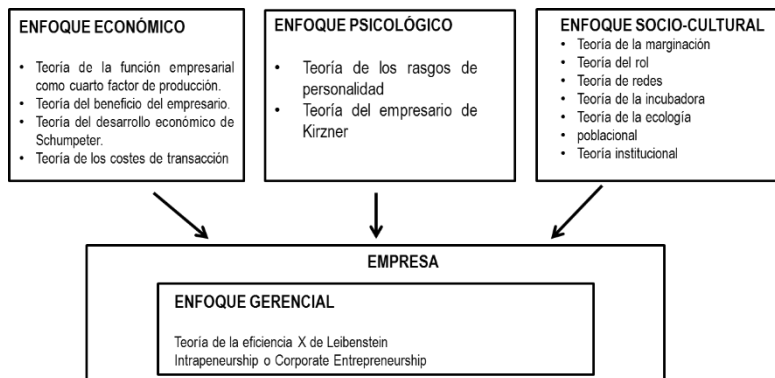 ENFOQUE ECONÓMICO
• Teoría de la función empresarial
como cuarto factor de producción.
• Teoría del beneficio del empresario.
• Teoría del desarrollo económico de
Schumpeter.
• Teoría de los costes de transacción
ENFOQUE PSICOLÓGICO
• Teoría de los rasgos de
personalidad
• Teoría del empresario de
Kirzner
ENFOQUE SOCIO-CULTURAL
• Teoría de la marginación
• Teoría del rol
• Teoría de redes
• Teoría de la incubadora
• Teoría de la ecología
• poblacional
• Teoría institucional
EMPRESA
ENFOQUE GERENCIAL
Teoría de la eficiencia X de Leibenstein
Intrapeneurship o Corporate Entrepreneurship